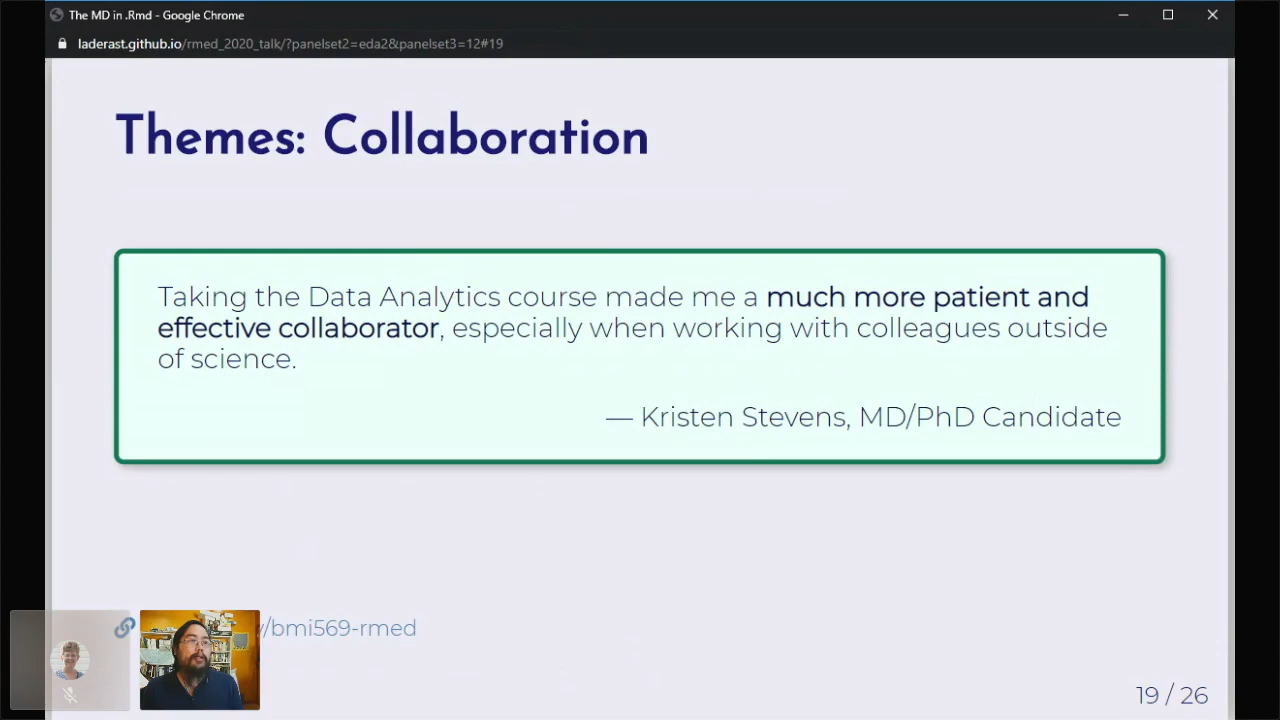 The MD in .Rmd - Google Chrome
laderast.github.io/rmed_2020_talk/?panelset2=eda2&panelset3=12#19
Themes: Collaboration
Taking the Data Analytics course made me a much more patient and
effective collaborator, especially when working with colleagues outside
of science.
— Kristen Stevens, MD/PhD Candidate
/bmi569-rmed
19 / 26